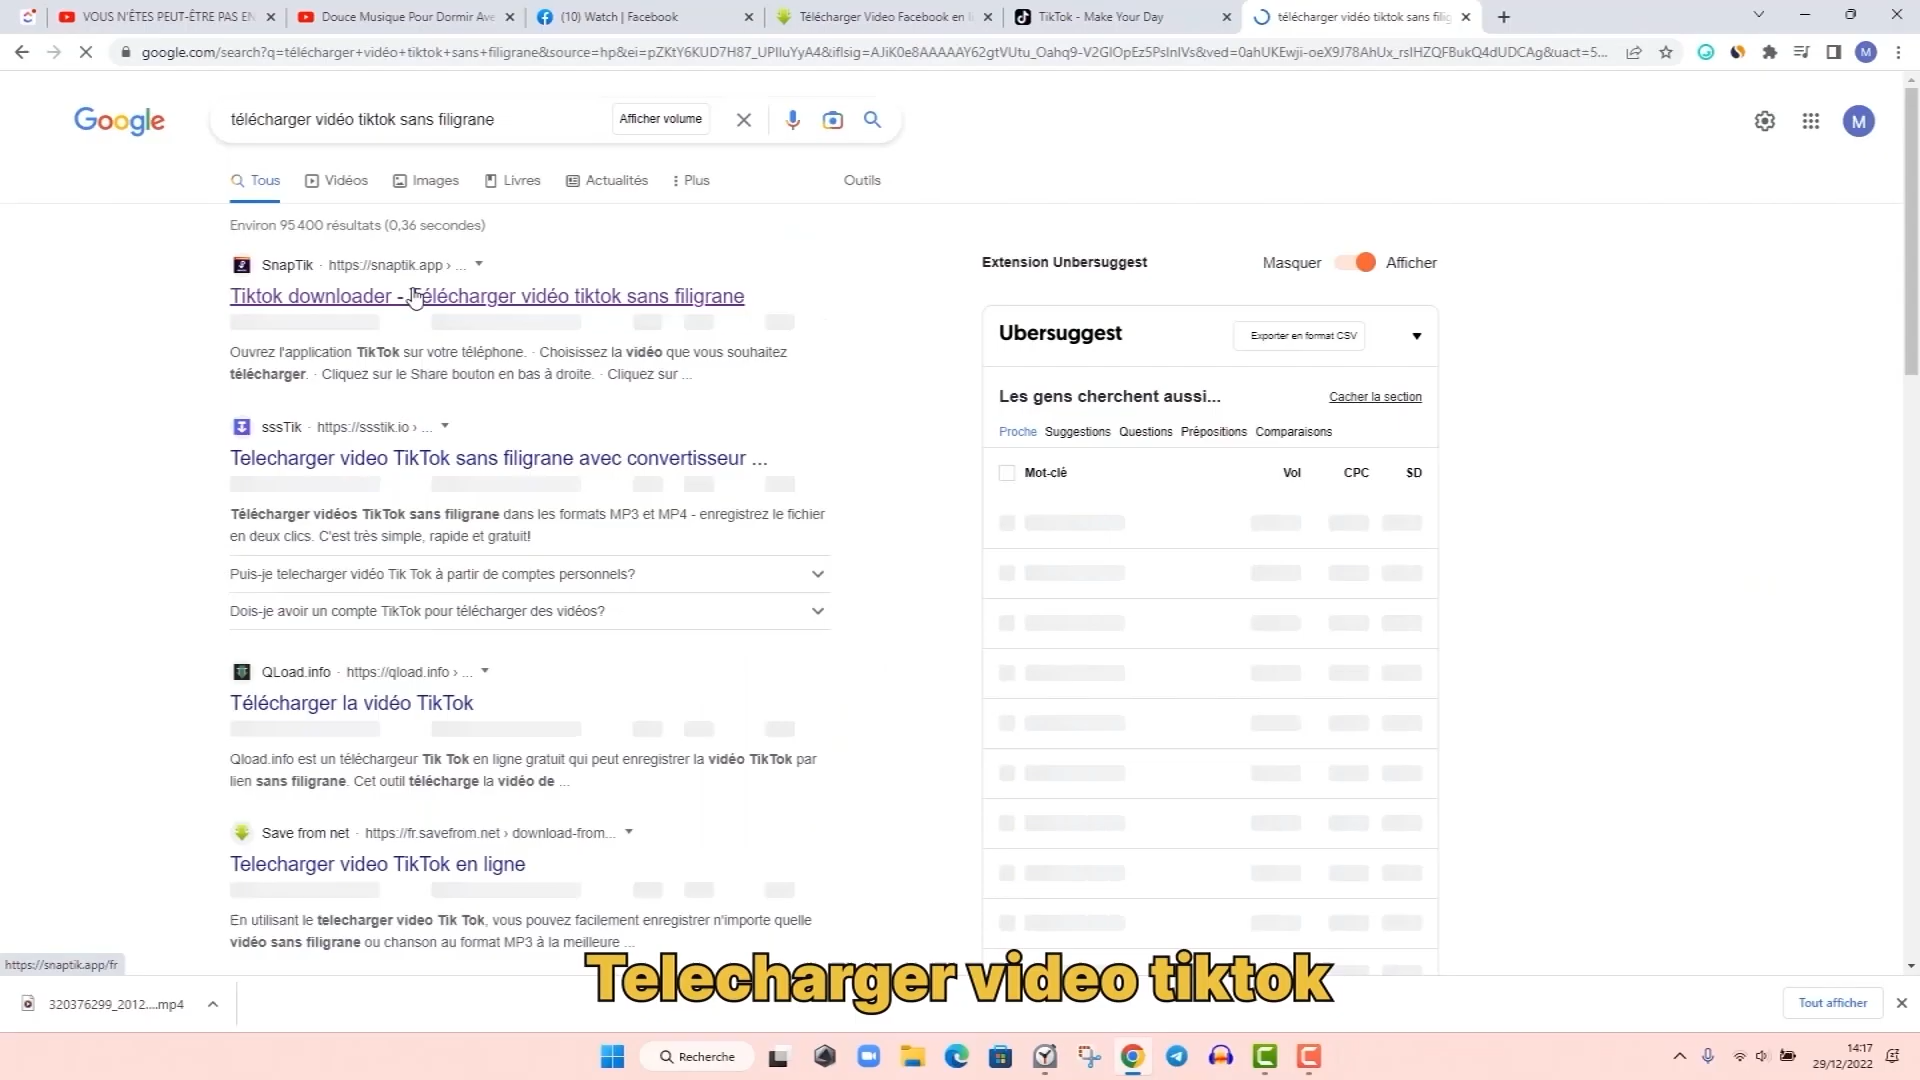 VOUS N'ÊTES PEUT-ÊTRE PAS EN
Douce Musique Pour Dormir Ave
(10) Watch | Facebook
Télécharger Video Facebook en li
TikTok - Make Your Day
télécharger vidéo tiktok sans filig
google.com/search?q=télécharger+vidéo+tiktok+sans+filigrane&source=hp&ei=pZKtY6KUD7H87_UPlIuYyA4&iflsig=AJiK0e8AAAAAY62gtVUtu_Oahq9-V2GlOpEz5PsInIVs&ved=0ahUKEwji-oeX9J78AhUx_rsIHZQFBukQ4dUDCAg&uact=5...
M
Google
télécharger vidéo tiktok sans filigrane
Afficher volume
M
Tous
Vidéos
Images
Livres
Actualités
Plus
Outils
Environ 95 400 résultats (0,36 secondes)
SnapTik · https://snaptik.app › ...
Tiktok downloader - Télécharger vidéo tiktok sans filigrane
Ouvrez l'application TikTok sur votre téléphone. · Choisissez la vidéo que vous souhaitez
télécharger. · Cliquez sur le Share bouton en bas à droite. · Cliquez sur ...
sssTik · https://ssstik.io › ...
Telecharger video TikTok sans filigrane avec convertisseur ...
Télécharger vidéos TikTok sans filigrane dans les formats MP3 et MP4 - enregistrez le fichier
en deux clics. C'est très simple, rapide et gratuit!
Puis-je telecharger vidéo Tik Tok à partir de comptes personnels?
Dois-je avoir un compte TikTok pour télécharger des vidéos?
QLoad.info · https://qload.info › ...
Télécharger la vidéo TikTok
Qload.info est un téléchargeur Tik Tok en ligne gratuit qui peut enregistrer la vidéo TikTok par
lien sans filigrane. Cet outil télécharge la vidéo de ...
Save from net · https://fr.savefrom.net › download-from...
Telecharger video TikTok en ligne
En utilisant le telecharger video Tik Tok, vous pouvez facilement enregistrer n'importe quelle
vidéo sans filigrane ou chanson au format MP3 à la meilleure ...
Extension Unbersuggest
Masquer
Afficher
Ubersuggest
Exporter en format CSV
Les gens cherchent aussi...
Cacher la section
Proche
Suggestions
Questions
Prépositions
Comparaisons
Mot-clé
Vol
CPC
SD
https://snaptik.app/fr
Telecharger video tiktok
320376299_2012....mp4
Tout afficher
Recherche
14:17
29/12/2022